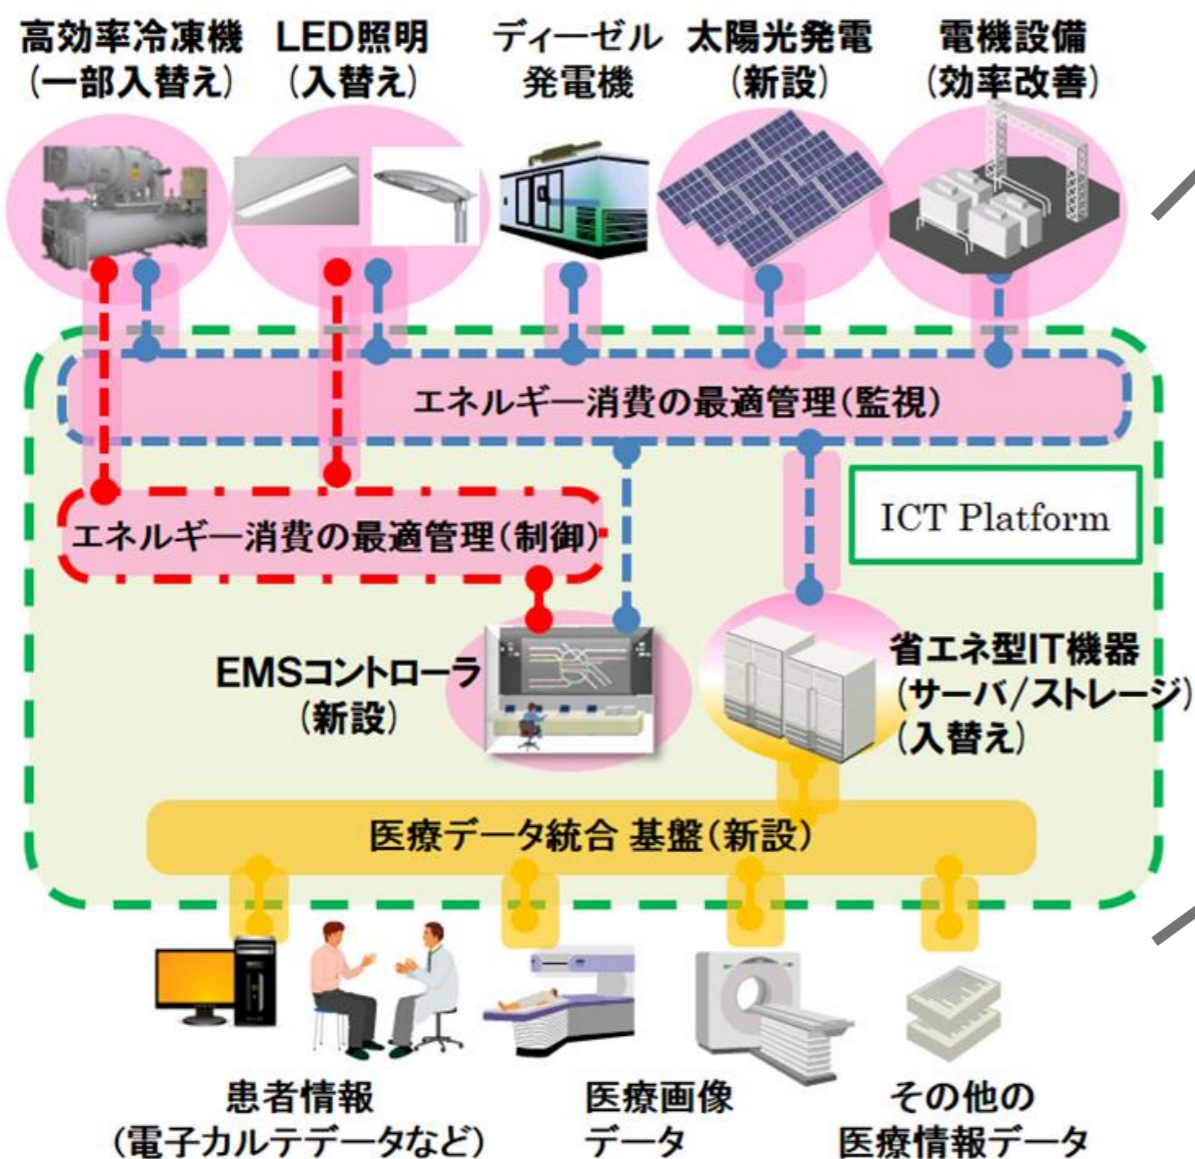 高効率冷凍機
(一部入替え)
LED照明
(入替え)
ディーゼル
発電機
太陽光発電
(新設)
電機設備
(効率改善)
エネルギー消費の最適管理(監視)
ICT Platform
エネルギー消費の最適管理(制御)
EMSコントローラ
(新設)
省エネ型IT機器
(サーバ/ストレージ)
(入替え)
医療データ統合 基盤(新設)
患者情報
(電子カルテデータなど)
医療画像
データ
その他の
医療情報データ